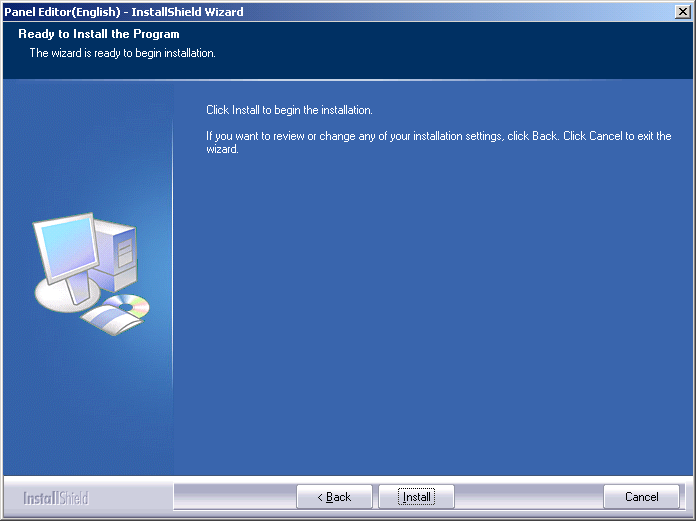 Panel Editor(English) - InstallShield Wizard
Ready to Install the Program
The wizard is ready to begin installation.
Click Install to begin the installation.
If you want to review or change any of your installation settings, click Back. Click Cancel to exit the
wizard.
InstallShield
< Back
Install
Cancel